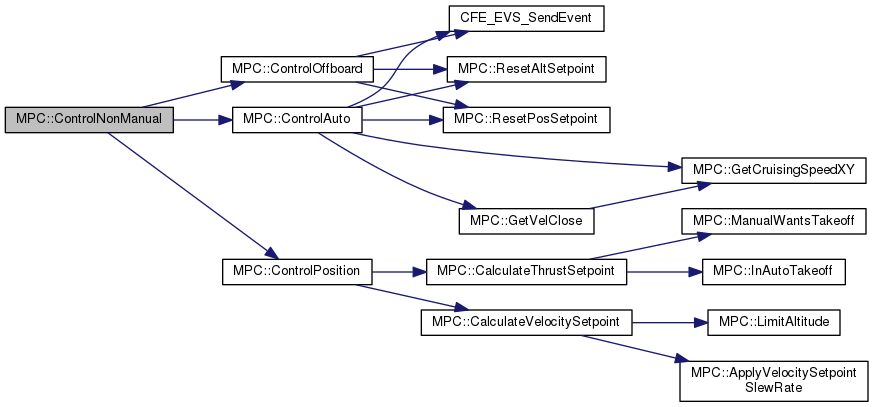 CFE_EVS_SendEvent
MPC::ControlOffboard
MPC::ResetAltSetpoint
MPC::ControlNonManual
MPC::ControlAuto
MPC::ResetPosSetpoint
MPC::GetCruisingSpeedXY
MPC::GetVelClose
MPC::ManualWantsTakeoff
MPC::ControlPosition
MPC::CalculateThrustSetpoint
MPC::InAutoTakeoff
MPC::CalculateVelocitySetpoint
MPC::LimitAltitude
MPC::ApplyVelocitySetpoint
SlewRate